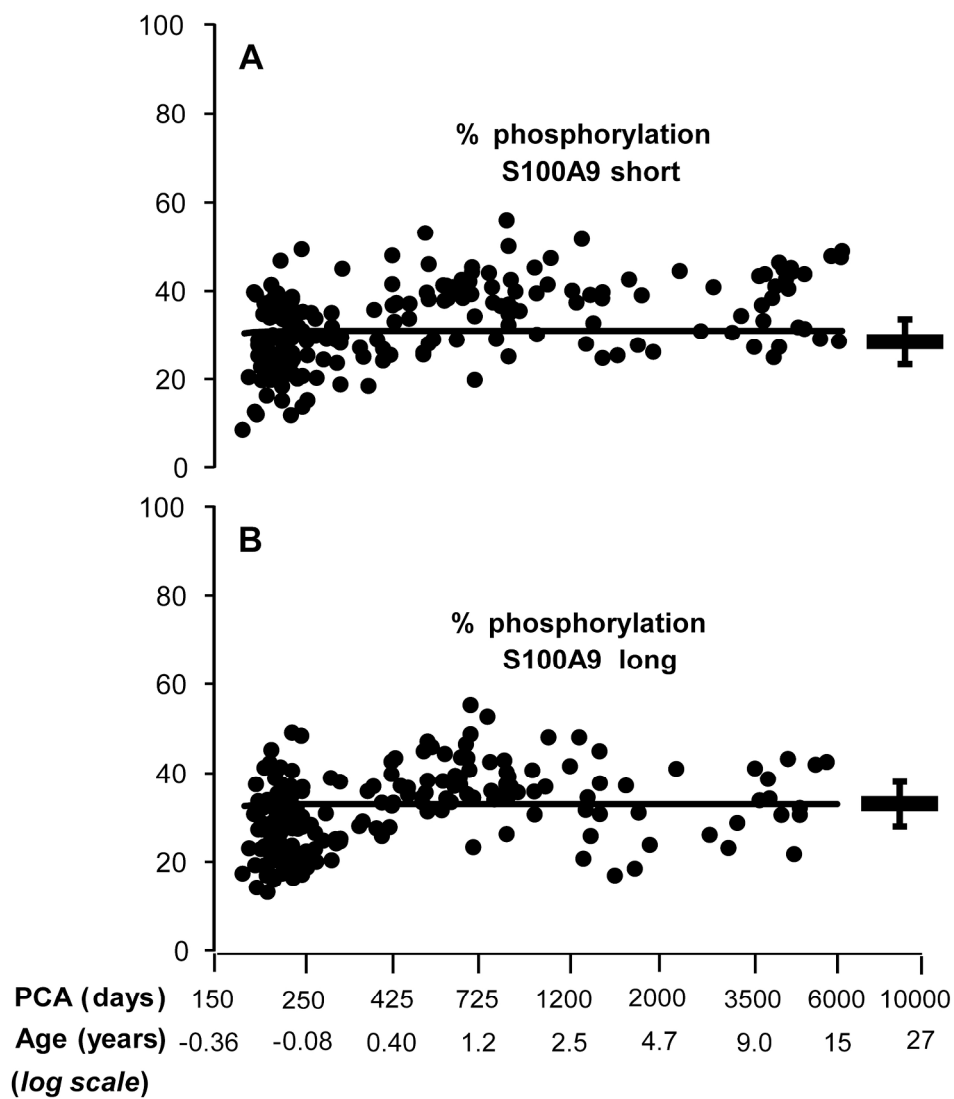 100
A
80
% phosphorylation
S100A9 short
60
40
20
0
100
B
80
% phosphorylation
S100A9 long
60
40
20
0
PCA (days) 150 250 425 725 1200 2000 3500 6000 10000
Age (years) -0.36 -0.08 0.40 1.2 2.5 4.7 9.0 15 27
(log scale)